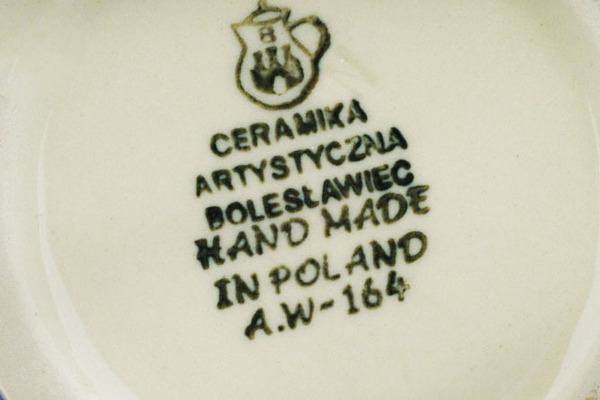 B
CERAMIKA
ARTYSTYCZNA
BOLESŁAWIEC
HAND MADE
IN POLAND
A.W-164